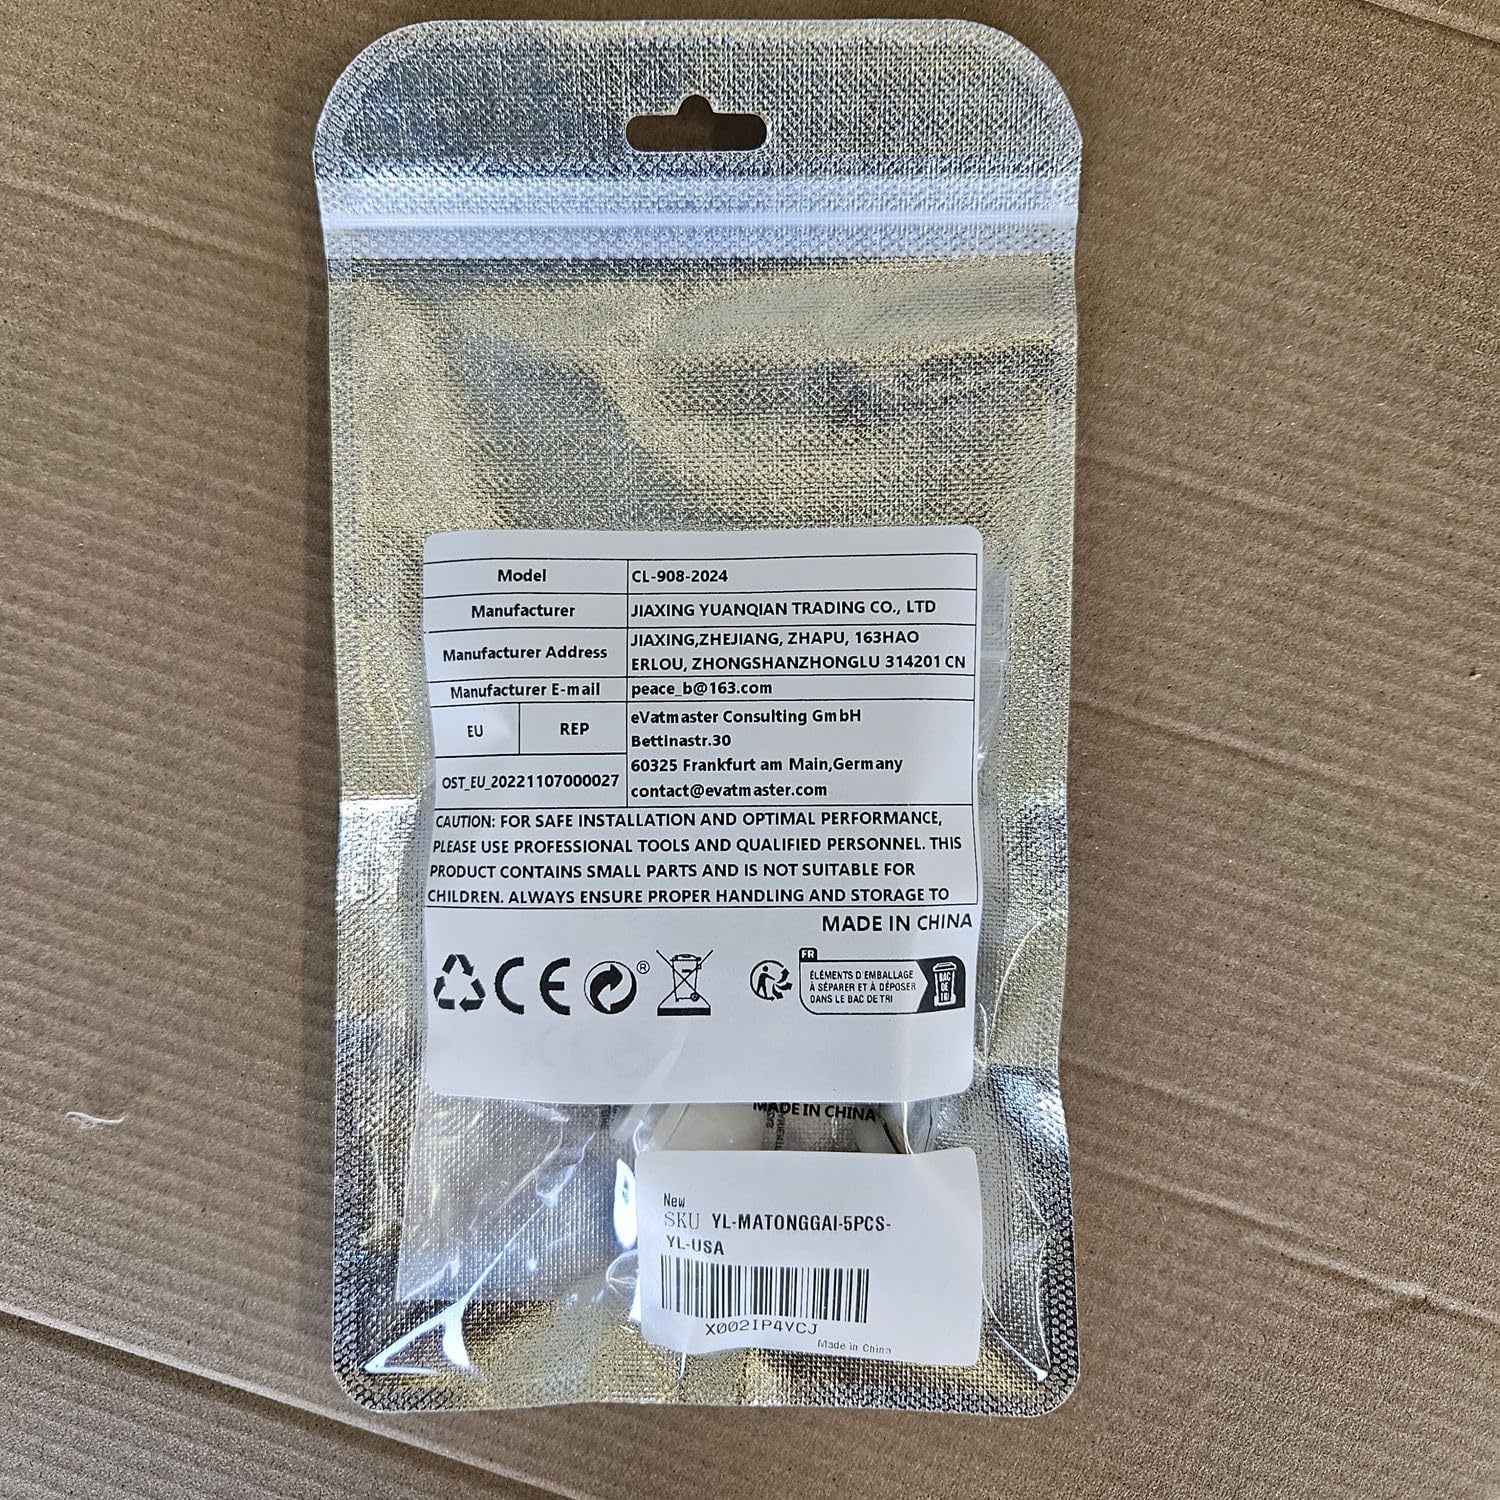 Model CL-908-2024
Manufacturer JIAXING YUANQIAN TRADING CO., LTD
Manufacturer Address JIAXING,ZHEJIANG, ZHAPU, 163HAO
ERLOU, ZHONGSHANZHONGLU 314201 CN
Manufacturer E-mail peace_b@163.com
EU REP
eVatmaster Consulting GmbH
Bettinastr.30
60325 Frankfurt am Main,Germany
contact@evatmaster.com
OST_EU_20221107000027
CAUTION: FOR SAFE INSTALLATION AND OPTIMAL PERFORMANCE,
PLEASE USE PROFESSIONAL TOOLS AND QUALIFIED PERSONNEL. THIS
PRODUCT CONTAINS SMALL PARTS AND IS NOT SUITABLE FOR
CHILDREN. ALWAYS ENSURE PROPER HANDLING AND STORAGE TO
MADE IN CHINA
CE
®
FR
ÉLÉMENTS D'EMBALLAGE
À SÉPARER ET À DÉPOSER
DANS LE BAC DE TRI
BAC
DE
TRI
MADE IN CHINA
New
SKU YL-MATONGGAI-5PCS-
YL-USA
X002IP4VCJ
Made in China